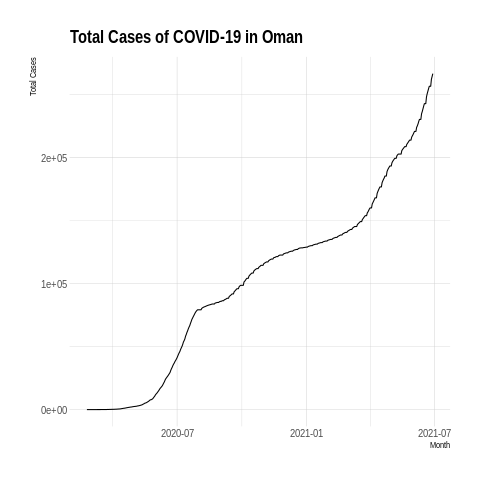 Total Cases of COVID-19 in Oman
Total Cases
2e+05
1e+05
0e+00
2020-07 2021-01 2021-07
Month